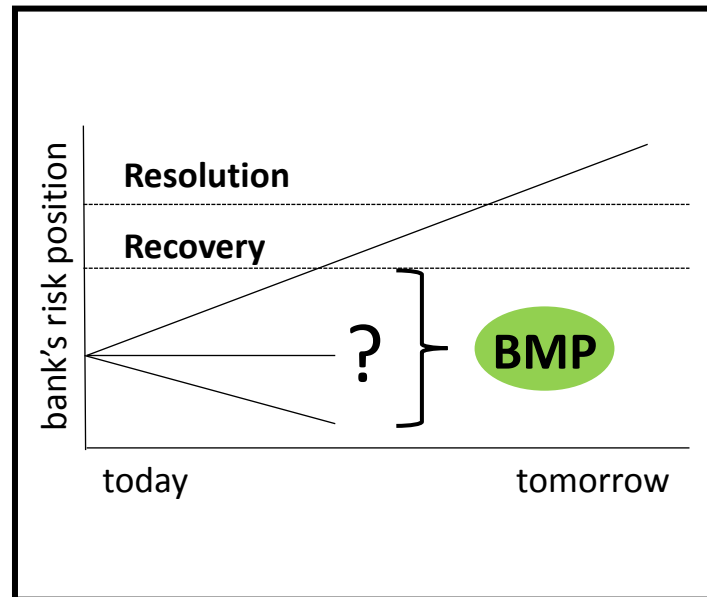 bank's risk position
Resolution
Recovery
?
BMP
today
tomorrow